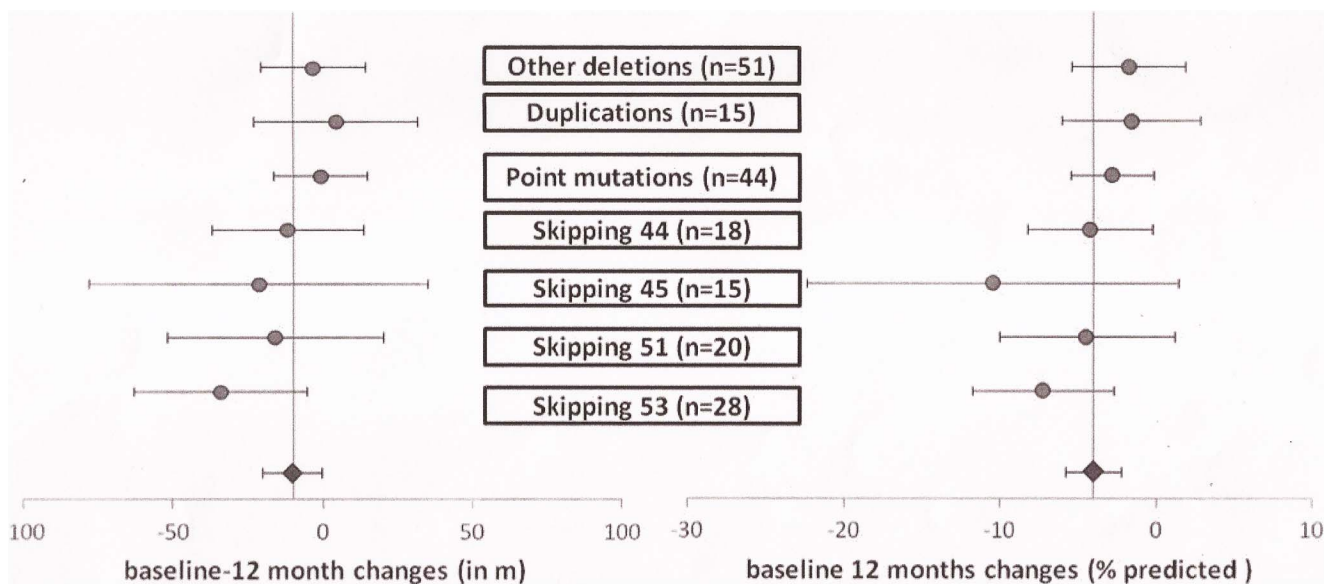 Other deletions (n=51)
Duplications (n=15)
Point mutations (n=44)
Skipping 44 (n=18)
Skipping 45 (n=15)
Skipping 51 (n=20)
Skipping 53 (n=28)
100 -50 0 50 100
-30 -20 -10 0 10
baseline-12 month changes (in m)
baseline 12 months changes (% predicted )